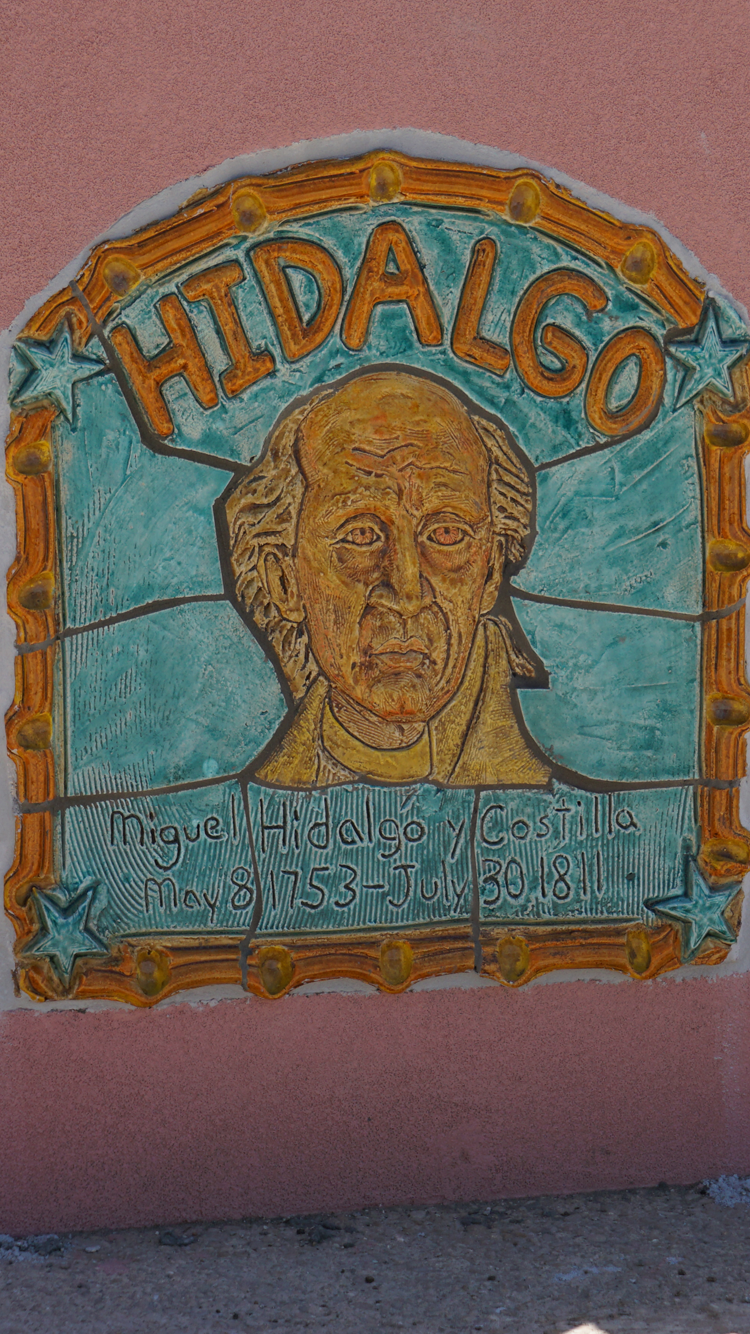 HIDALGO
Miguel Hidalgo y Costilla
May 8 1753-July 30 1811